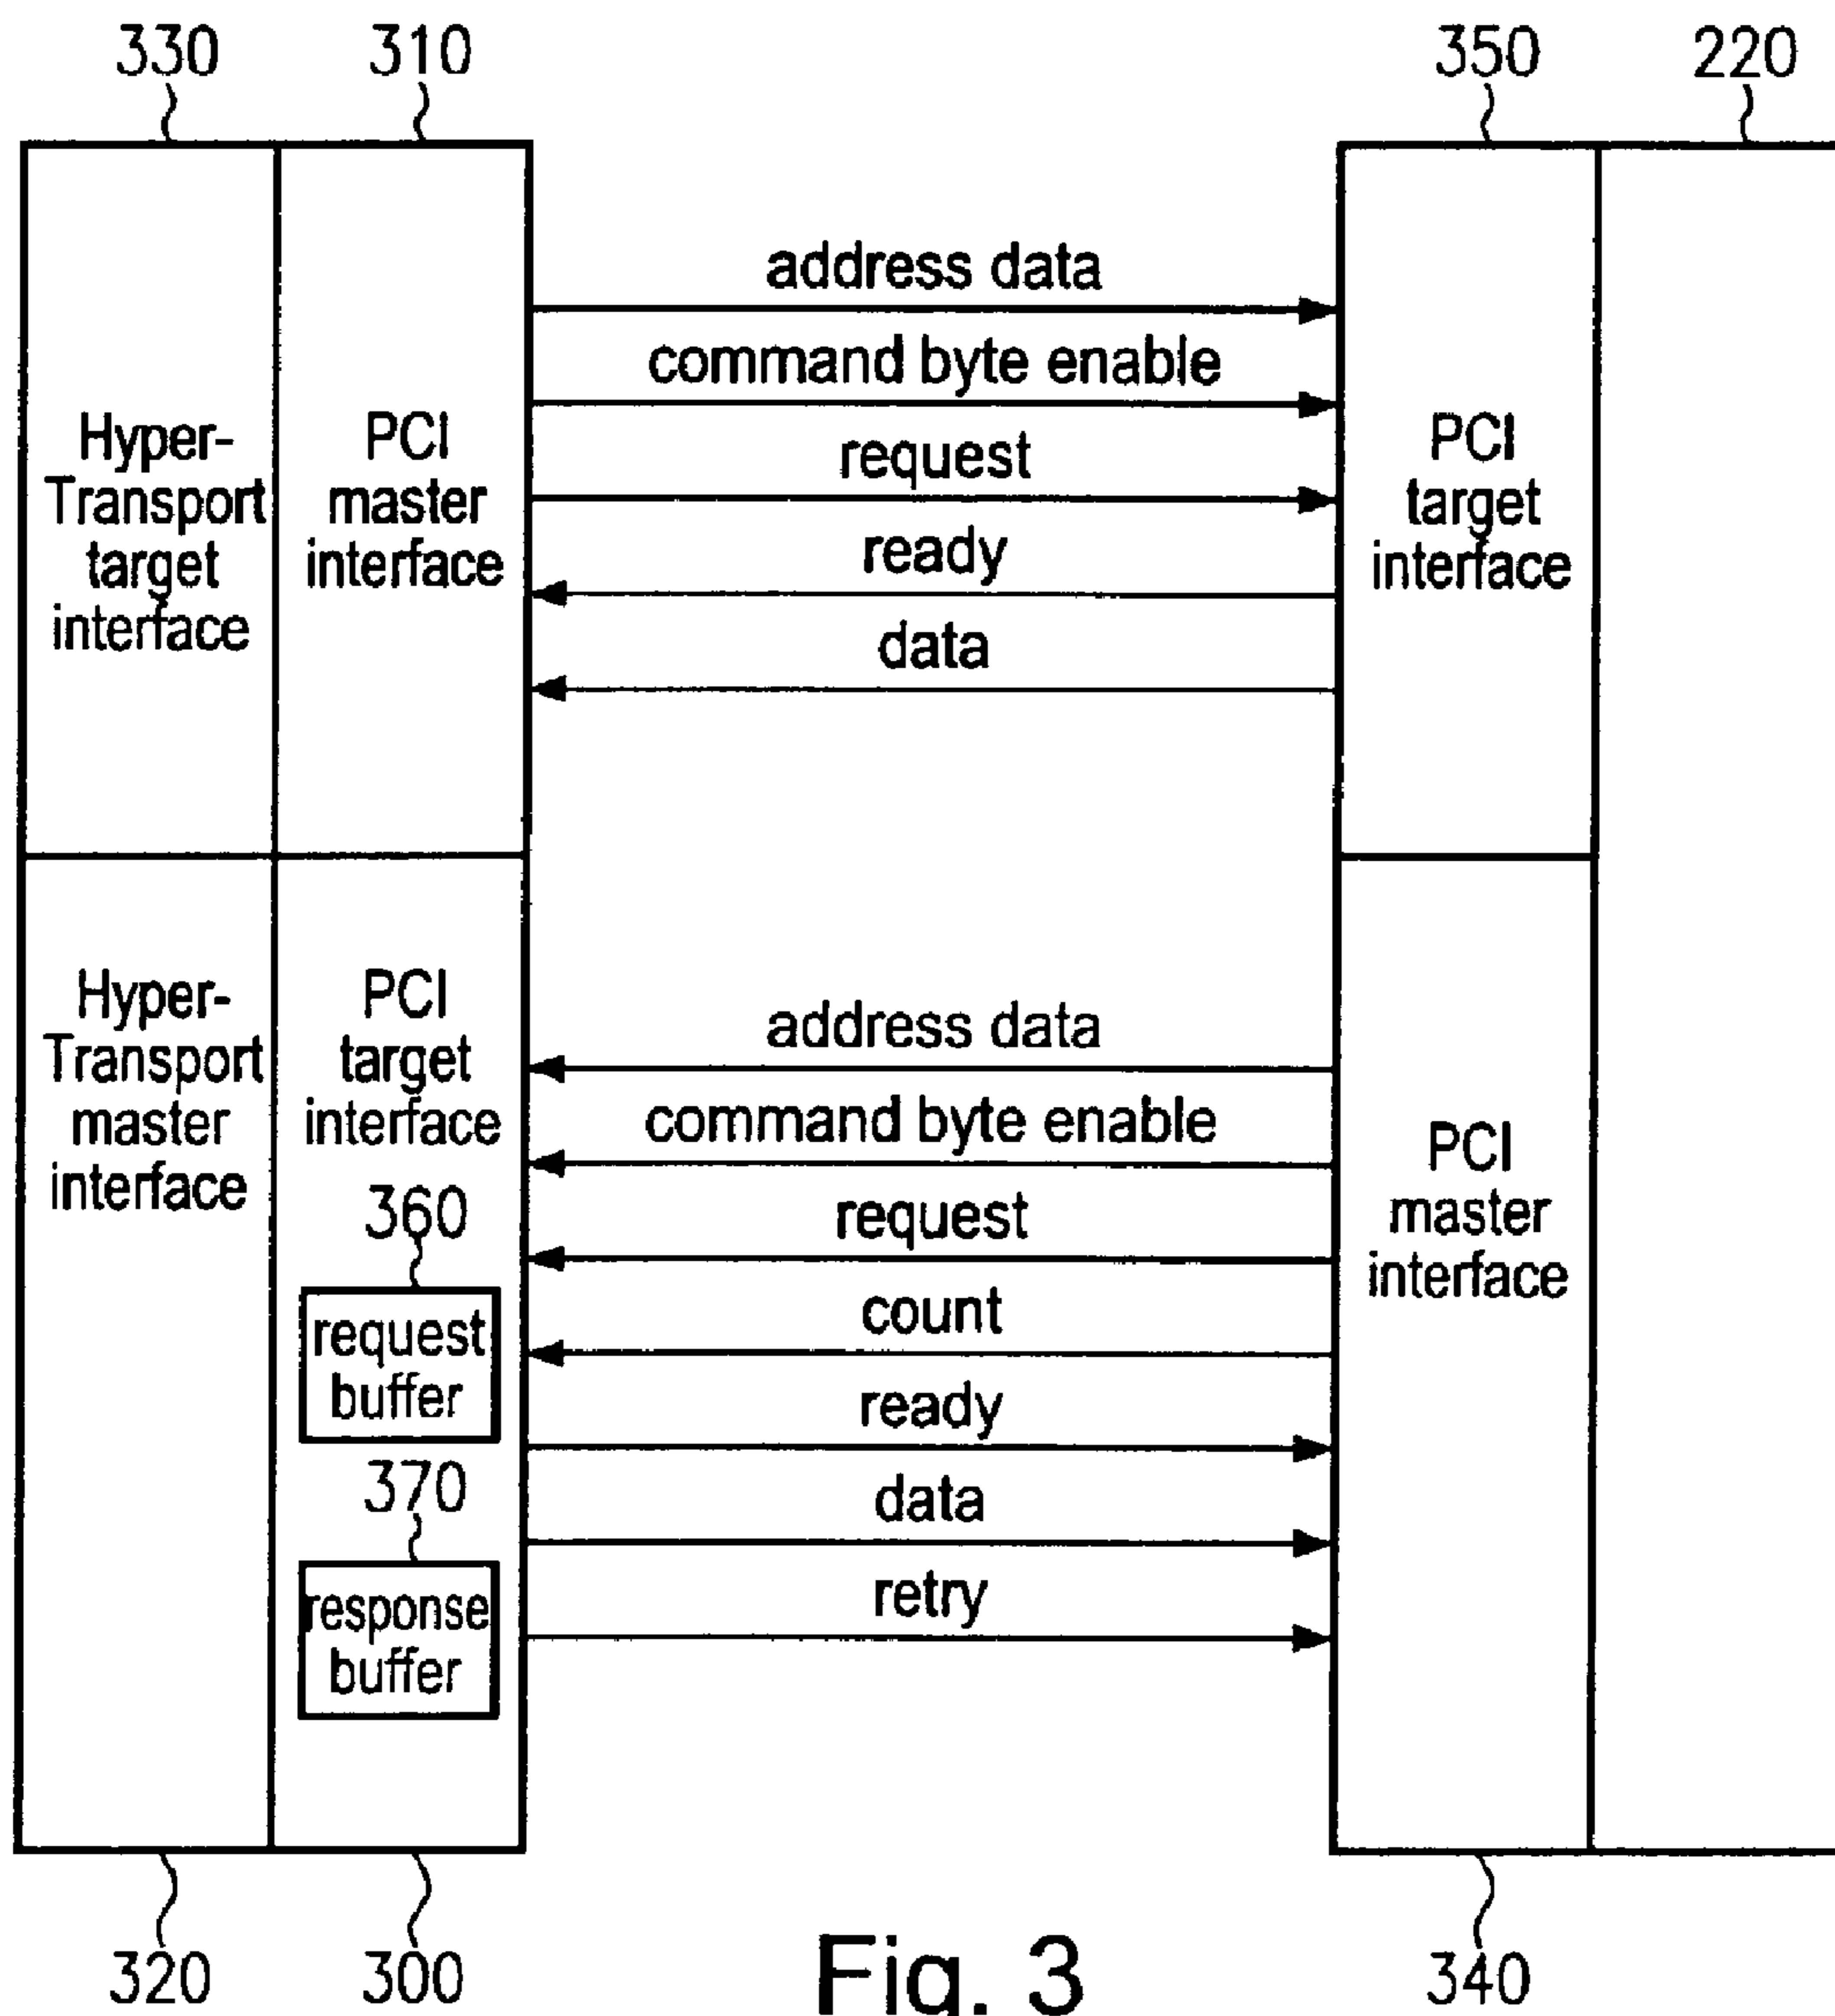 330 310 350 220
address data
command byte enable
request
ready
data
Hyper-
Transport
target
interface
PCI
master
interface
PCI
target
interface
Hyper-
Transport
master
interface
PCI
target
interface
360
request
buffer
370
response
buffer
address data
command byte enable
request
count
ready
data
retry
PCI
master
interface
320 300 340
Fig. 3